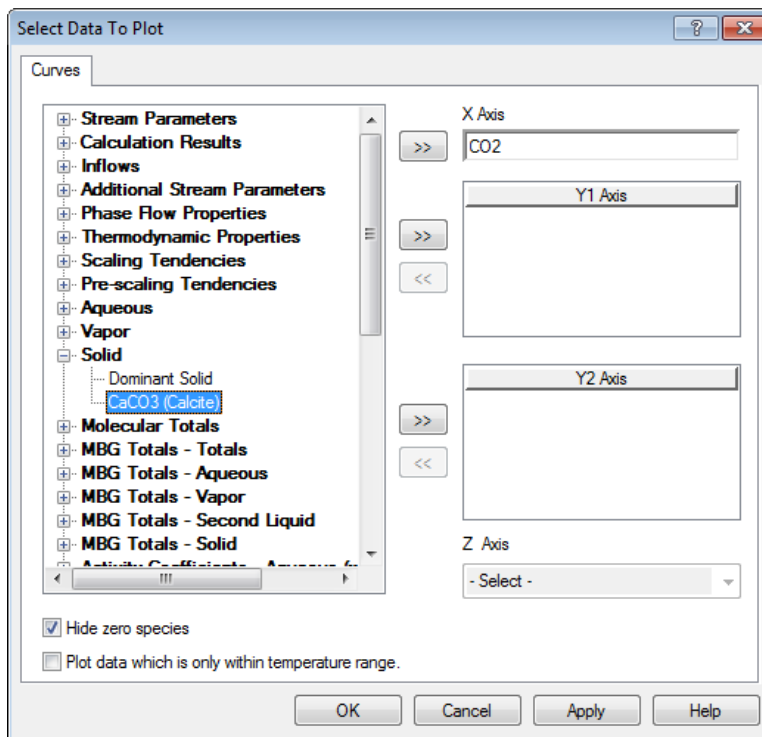 Select Data To Plot
Curves
Stream Parameters
Calculation Results
Inflows
Additional Stream Parameters
Phase Flow Properties
Thermodynamic Properties
Scaling Tendencies
Pre-scaling Tendencies
Aqueous
Vapor
Solid
Dominant Solid
CaCO3 (Calcite)
Molecular Totals
MBG Totals - Totals
MBG Totals - Aqueous
MBG Totals - Vapor
MBG Totals - Second Liquid
MBG Totals - Solid
Activity Coefficients - Aqueous
X Axis
>>
CO2
Y1 Axis
>>
<<
Y2 Axis
>>
<<
Z Axis
- Select -
Hide zero species
Plot data which is only within temperature range.
OK
Cancel
Apply
Help